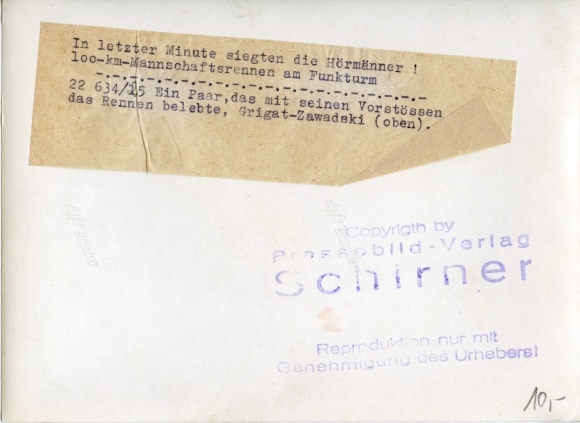 In letzter Minute siegten die Hörmänner !
loo-km-Mannschaftsrennen am Funkturm
-.-.-.-.-.-.-.-.-.-.-.-.-.-.-.-.-.-
22 634/15 Ein Paar,das mit seinen Vorstössen
das Rennen belebte, Grigat-Zawadski (oben).
Copyrigth by
Pressebild-Verlag
Schirner
Reproduktion nur mit
Genehmigung des Urhebers!
10,-